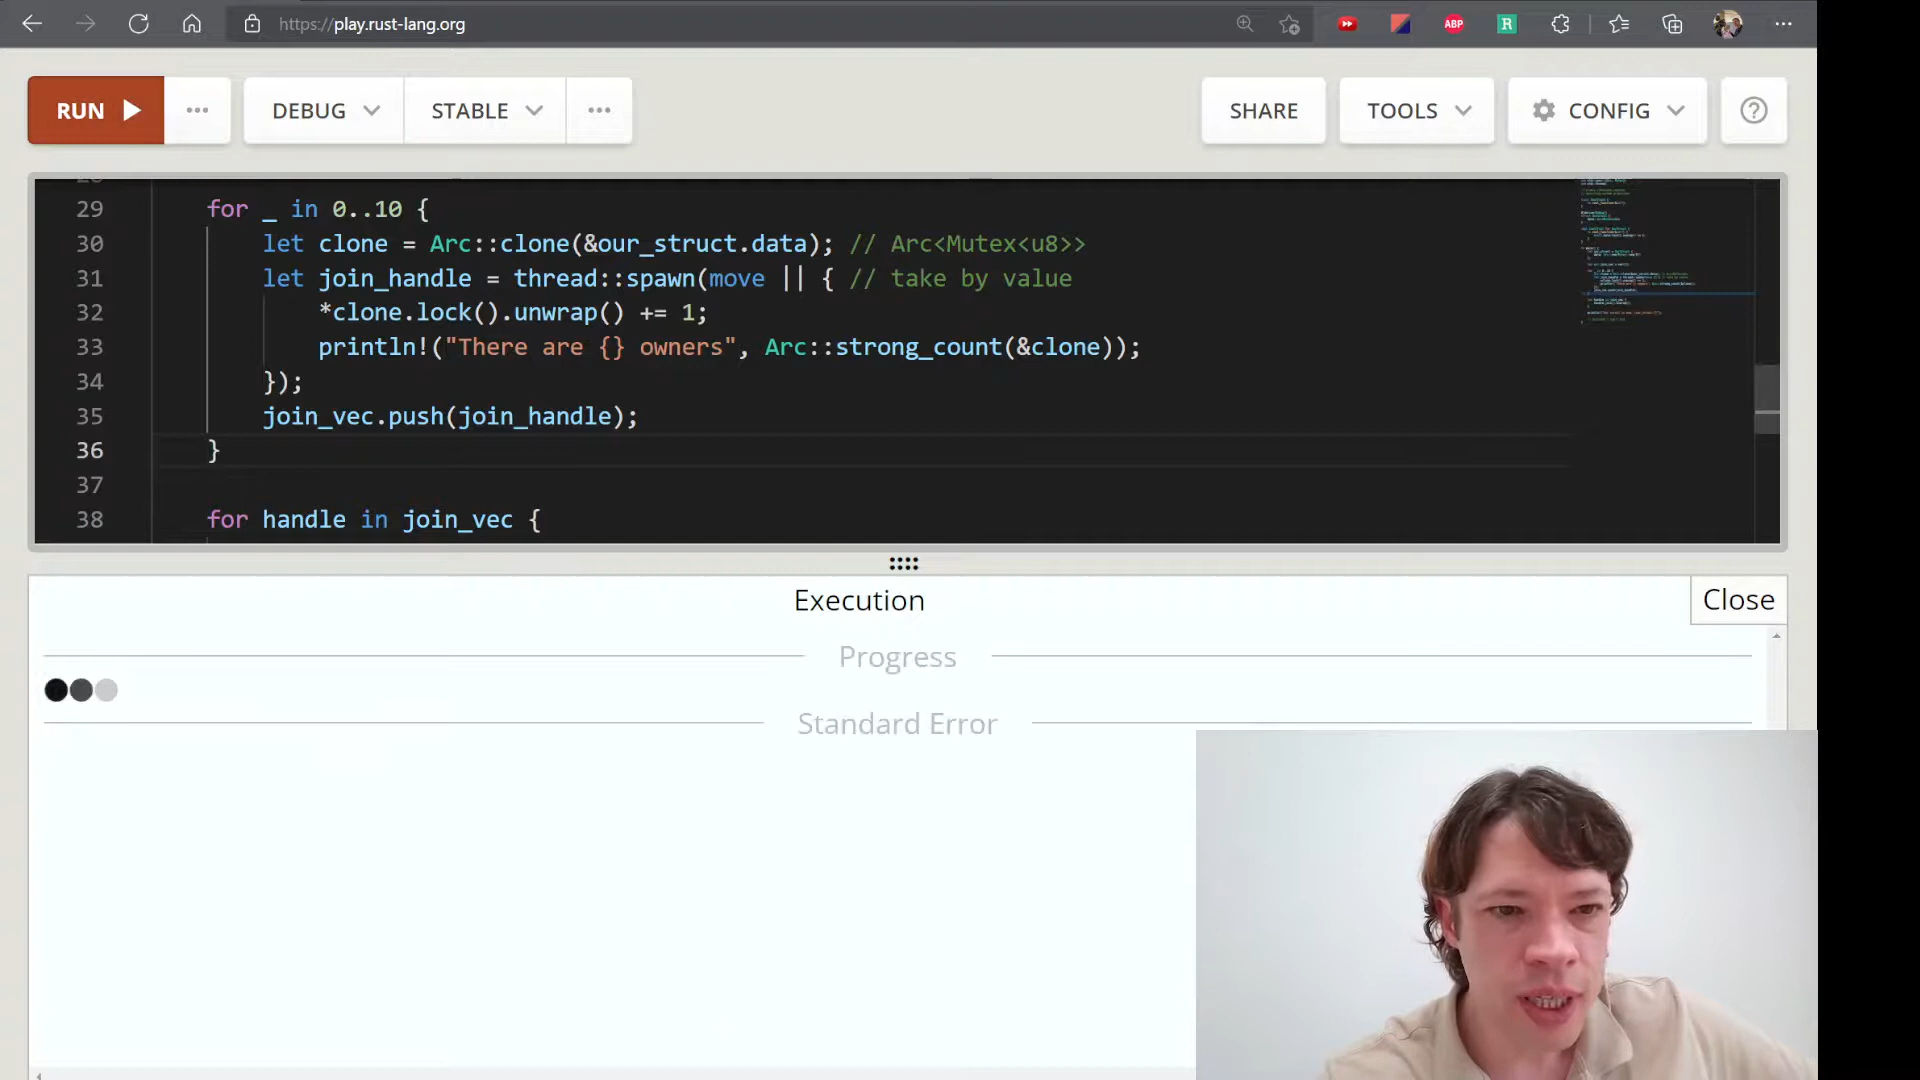 https://play.rust-lang.org
ABP
R
RUN
DEBUG
STABLE
SHARE
TOOLS
CONFIG
29 for _ in 0..10 {
30 let clone = Arc::clone(&our_struct.data); // Arc<Mutex<u8>>
31 let join_handle = thread::spawn(move || { // take by value
32 *clone.lock().unwrap() += 1;
33 println!("There are {} owners", Arc::strong_count(&clone));
34 });
35 join_vec.push(join_handle);
36 }
37
38 for handle in join_vec {
Execution
Close
Progress
Standard Error